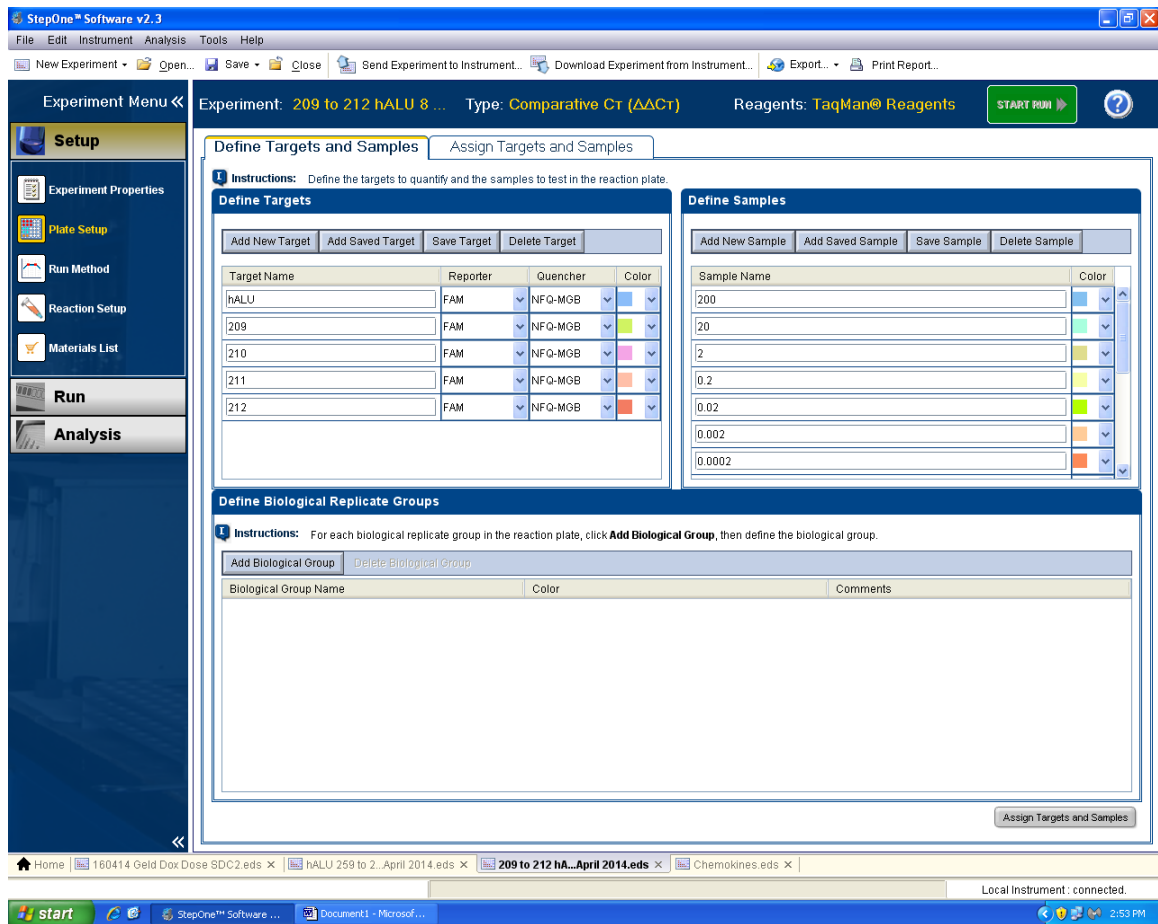 StepOne™ Software v2.3
File Edit Instrument Analysis Tools Help
New Experiment Open... Save Close Send Experiment to Instrument... Download Experiment from Instrument... Export... Print Report...
Experiment Menu «
Experiment: 209 to 212 hALU 8 ... Type: Comparative CT (ΔΔCT) Reagents: TaqMan® Reagents START RUN
Setup
Experiment Properties
Plate Setup
Run Method
Reaction Setup
Materials List
Run
Analysis
Define Targets and Samples Assign Targets and Samples
Instructions: Define the targets to quantify and the samples to test in the reaction plate.
Define Targets
Add New Target Add Saved Target Save Target Delete Target
Target Name Reporter Quencher Color
hALU FAM NFQ-MGB
209 FAM NFQ-MGB
210 FAM NFQ-MGB
211 FAM NFQ-MGB
212 FAM NFQ-MGB
Define Samples
Add New Sample Add Saved Sample Save Sample Delete Sample
Sample Name Color
200
20
2
0.2
0.02
0.002
0.0002
Define Biological Replicate Groups
Instructions: For each biological replicate group in the reaction plate, click Add Biological Group, then define the biological group.
Add Biological Group Delete Biological Group
Biological Group Name Color Comments
Assign Targets and Samples
«
Home 160414 Geld Dox Dose SDC2.eds × hALU 259 to 2...April 2014.eds × 209 to 212 hA...April 2014.eds × Chemokines.eds ×
Local Instrument : connected.
start StepOne™ Software ... Document1 - Microsof... 2:53 PM